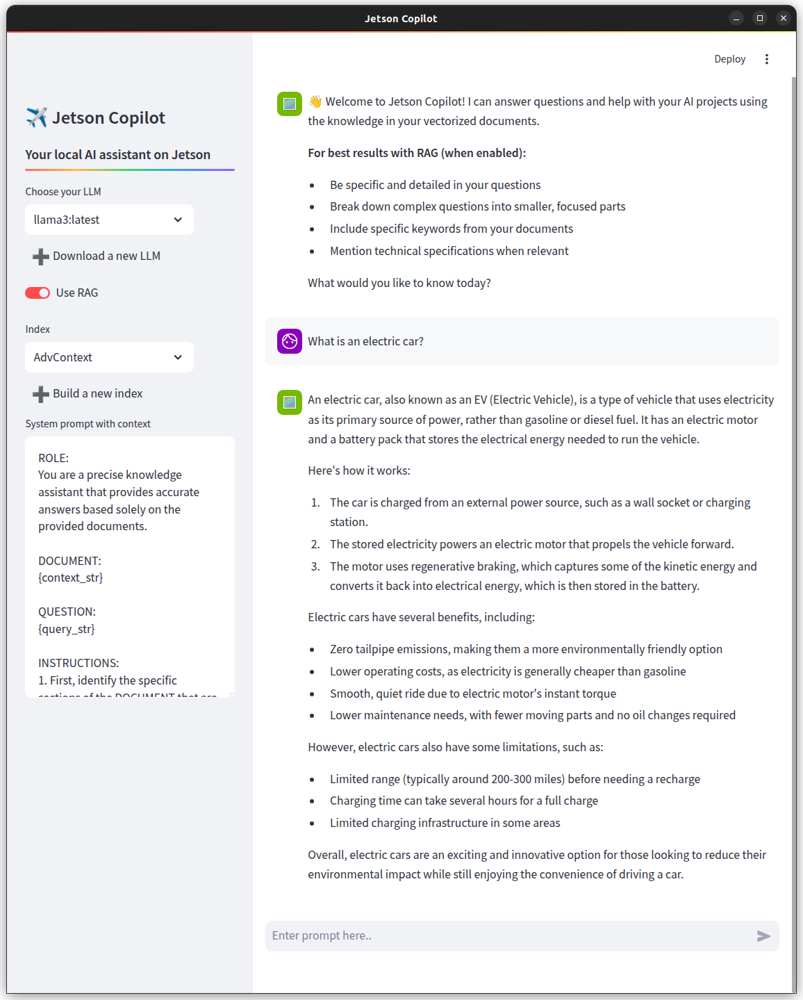 Jetson Copilot
Deploy
Jetson Copilot
Your local AI assistant on Jetson
Choose your LLM
llama3:latest
Download a new LLM
Use RAG
Index
AdvContext
Build a new index
System prompt with context
ROLE:
You are a precise knowledge
assistant that provides accurate
answers based solely on the
provided documents.
DOCUMENT:
{context_str}
QUESTION:
{query_str}
INSTRUCTIONS:
1. First, identify the specific
sections of the DOCUMENT that are
👋 Welcome to Jetson Copilot! I can answer questions and help with your AI projects using
the knowledge in your vectorized documents.
For best results with RAG (when enabled):
• Be specific and detailed in your questions
• Break down complex questions into smaller, focused parts
• Include specific keywords from your documents
• Mention technical specifications when relevant
What would you like to know today?
What is an electric car?
An electric car, also known as an EV (Electric Vehicle), is a type of vehicle that uses electricity
as its primary source of power, rather than gasoline or diesel fuel. It has an electric motor
and a battery pack that stores the electrical energy needed to run the vehicle.
Here's how it works:
1. The car is charged from an external power source, such as a wall socket or charging
station.
2. The stored electricity powers an electric motor that propels the vehicle forward.
3. The motor uses regenerative braking, which captures some of the kinetic energy and
converts it back into electrical energy, which is then stored in the battery.
Electric cars have several benefits, including:
• Zero tailpipe emissions, making them a more environmentally friendly option
• Lower operating costs, as electricity is generally cheaper than gasoline
• Smooth, quiet ride due to electric motor's instant torque
• Lower maintenance needs, with fewer moving parts and no oil changes required
However, electric cars also have some limitations, such as:
• Limited range (typically around 200-300 miles) before needing a recharge
• Charging time can take several hours for a full charge
• Limited charging infrastructure in some areas
Overall, electric cars are an exciting and innovative option for those looking to reduce their
environmental impact while still enjoying the convenience of driving a car.
Enter prompt here..